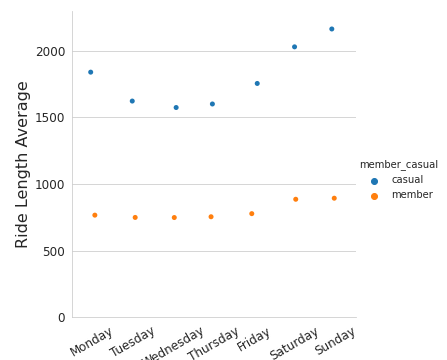 Ride Length Average
2000
1500
1000
500
0
Monday
Tuesday
Wednesday
Thursday
Friday
Saturday
Sunday
member_casual
casual
member